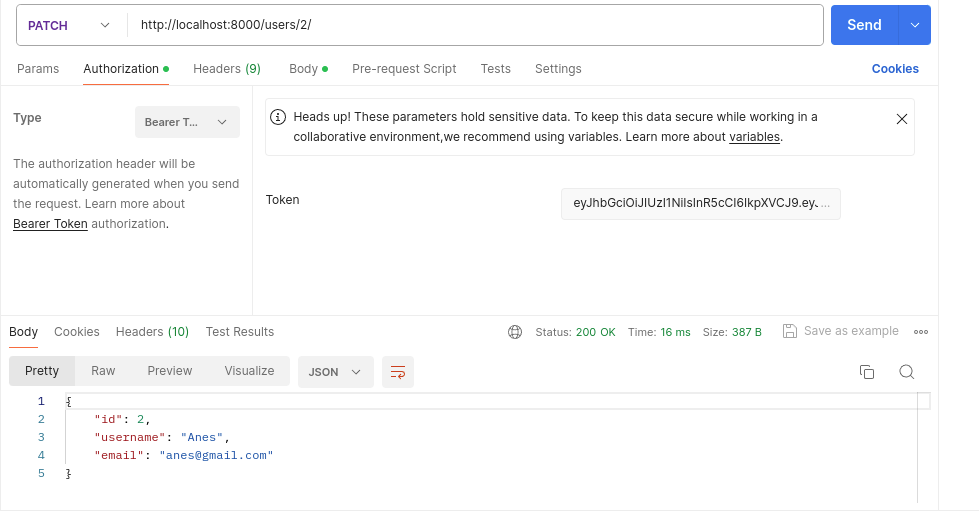 PATCH http://localhost:8000/users/2/ Send
Params Authorization Headers (9) Body Pre-request Script Tests Settings Cookies
Type Bearer T...
The authorization header will be
automatically generated when you send
the request. Learn more about
Bearer Token authorization.
Heads up! These parameters hold sensitive data. To keep this data secure while working in a
collaborative environment,we recommend using variables. Learn more about variables.
Token eyJhbGciOiJIUzI1NiIsInR5cCI6IkpXVCJ9.ey...
Body Cookies Headers (10) Test Results Status: 200 OK Time: 16 ms Size: 387 B Save as example
Pretty Raw Preview Visualize JSON
1 {
2 "id": 2,
3 "username": "Anes",
4 "email": "anes@gmail.com"
5 }